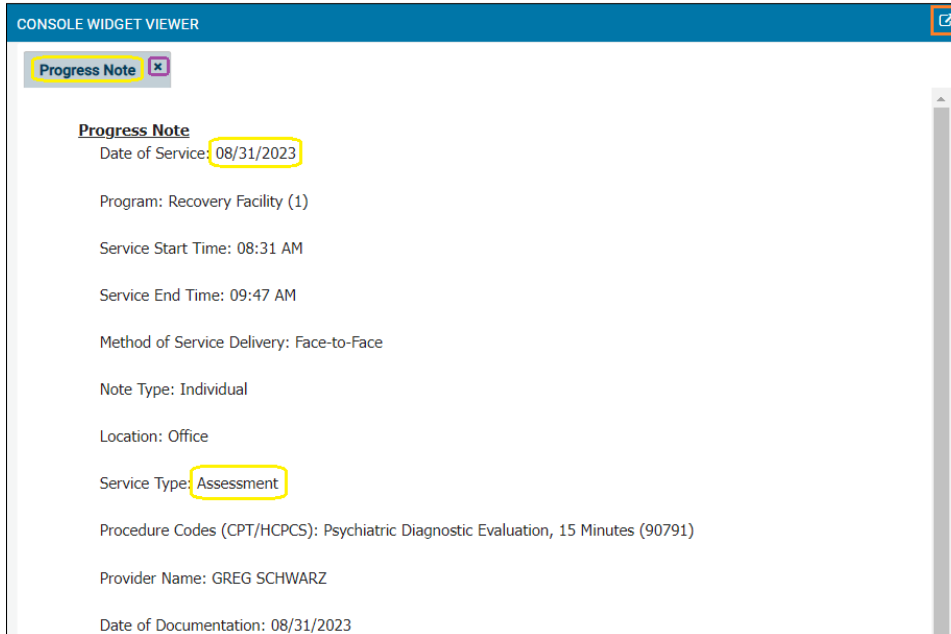 CONSOLE WIDGET VIEWER
Progress Note
Progress Note
Date of Service: 08/31/2023
Program: Recovery Facility (1)
Service Start Time: 08:31 AM
Service End Time: 09:47 AM
Method of Service Delivery: Face-to-Face
Note Type: Individual
Location: Office
Service Type: Assessment
Procedure Codes (CPT/HCPCS): Psychiatric Diagnostic Evaluation, 15 Minutes (90791)
Provider Name: GREG SCHWARZ
Date of Documentation: 08/31/2023